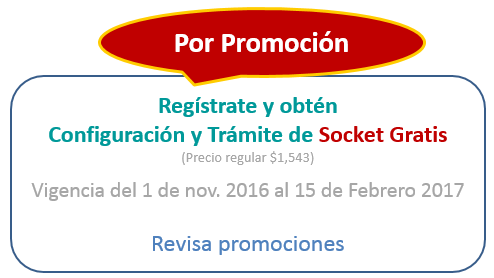 Por Promoción
Regístrate y obtén
Configuración y Trámite de Socket Gratis
(Precio regular $1,543)
Vigencia del 1 de nov. 2016 al 15 de Febrero 2017
Revisa promociones